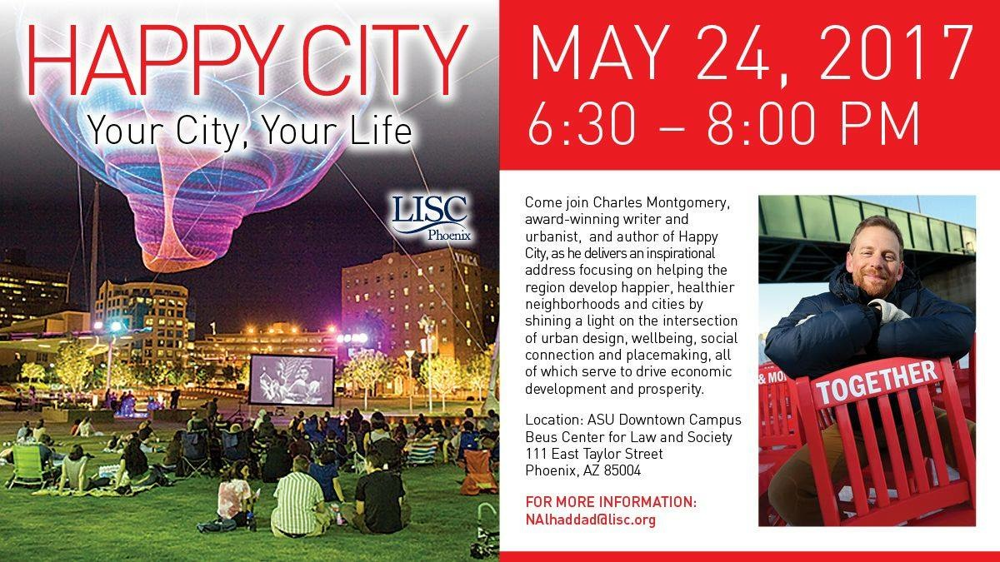 HAPPY CITY
Your City, Your Life
LISC
Phoenix
YMCA
MAY 24, 2017
6:30 – 8:00 PM
Come join Charles Montgomery,
award-winning writer and
urbanist,  and author of Happy
City, as he delivers an inspirational
address focusing on helping the
region develop happier, healthier
neighborhoods and cities by
shining a light on the intersection
of urban design, wellbeing, social
connection and placemaking, all
of which serve to drive economic
development and prosperity.
Location: ASU Downtown Campus
Beus Center for Law and Society
111 East Taylor Street
Phoenix, AZ 85004
FOR MORE INFORMATION:
NAlhaddad@lisc.org
TOGETHER